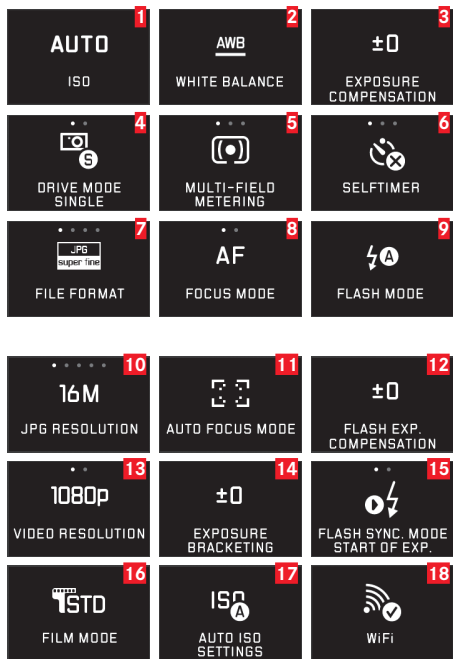 1
AUTO
ISO
2
AWB
WHITE BALANCE
3
±0
EXPOSURE
COMPENSATION
4
S
DRIVE MODE
SINGLE
5
MULTI-FIELD
METERING
6
SELFTIMER
7
JPG
super fine
FILE FORMAT
8
AF
FOCUS MODE
9
A
FLASH MODE
10
16M
JPG RESOLUTION
11
AUTO FOCUS MODE
12
±0
FLASH EXP.
COMPENSATION
13
1080p
VIDEO RESOLUTION
14
±0
EXPOSURE
BRACKETING
15
FLASH SYNC. MODE
START OF EXP.
16
STD
FILM MODE
17
ISO
A
AUTO ISO
SETTINGS
18
WiFi